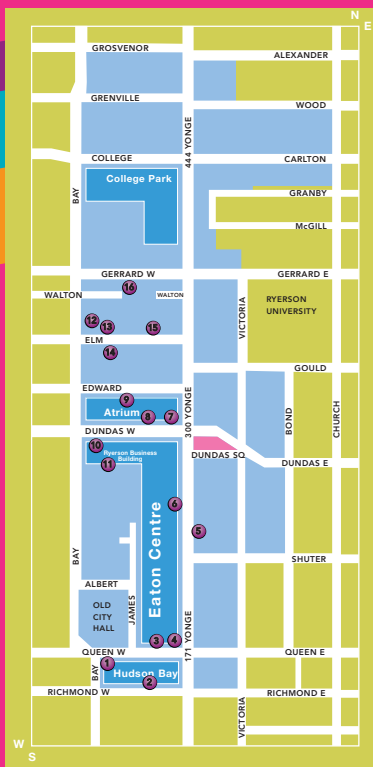 N
E
GROSVENOR
ALEXANDER
GRENVILLE
WOOD
444 YONGE
COLLEGE
CARLTON
College Park
BAY
GRANBY
McGILL
GERRARD W
GERRARD E
16
WALTON
WALTON
VICTORIA
RYERSON
UNIVERSITY
12
13
15
ELM
14
GOULD
EDWARD
9
Atrium
8
7
300 YONGE
BOND
CHURCH
DUNDAS W
10
Ryerson Business
Building
11
DUNDAS SQ
DUNDAS E
6
Eaton Centre
5
BAY
SHUTER
ALBERT
OLD
CITY
HALL
JAMES
3
4
171 YONGE
QUEEN W
QUEEN E
1
BAY
Hudson Bay
2
RICHMOND W
RICHMOND E
VICTORIA
W
S